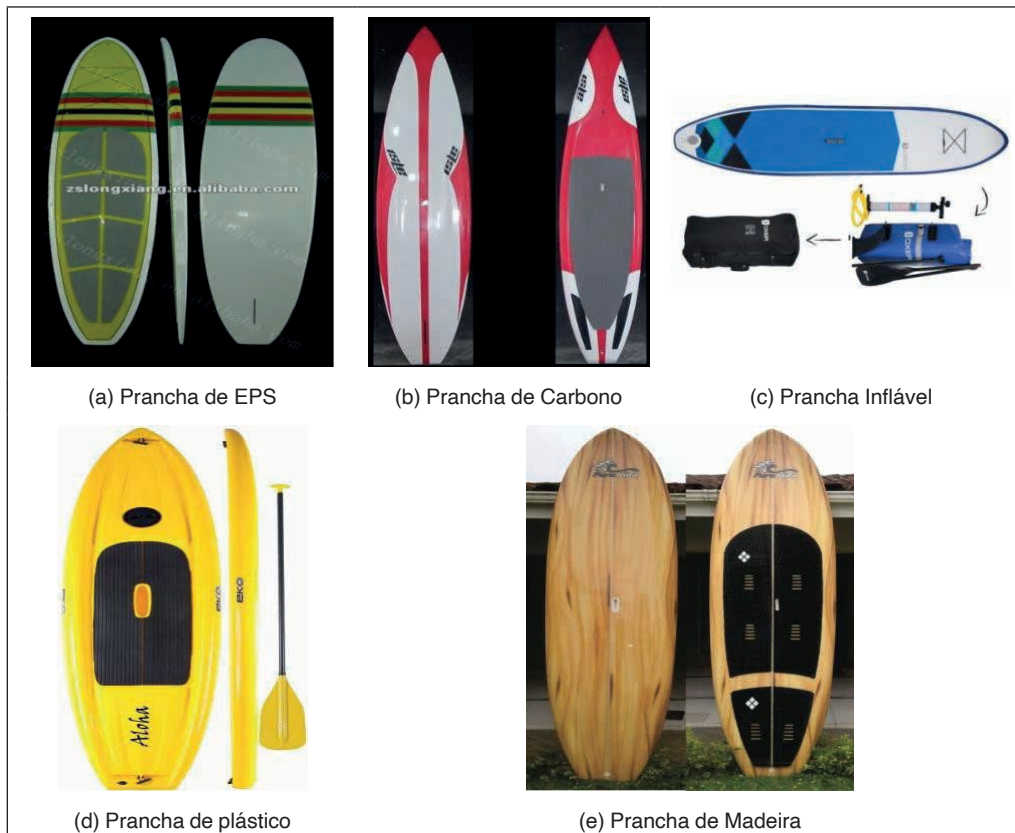 zslongxiang.en.alibaba.com
(a) Prancha de EPS
(b) Prancha de Carbono
(c) Prancha Inflável
eko
Aloha
(d) Prancha de plástico
(e) Prancha de Madeira